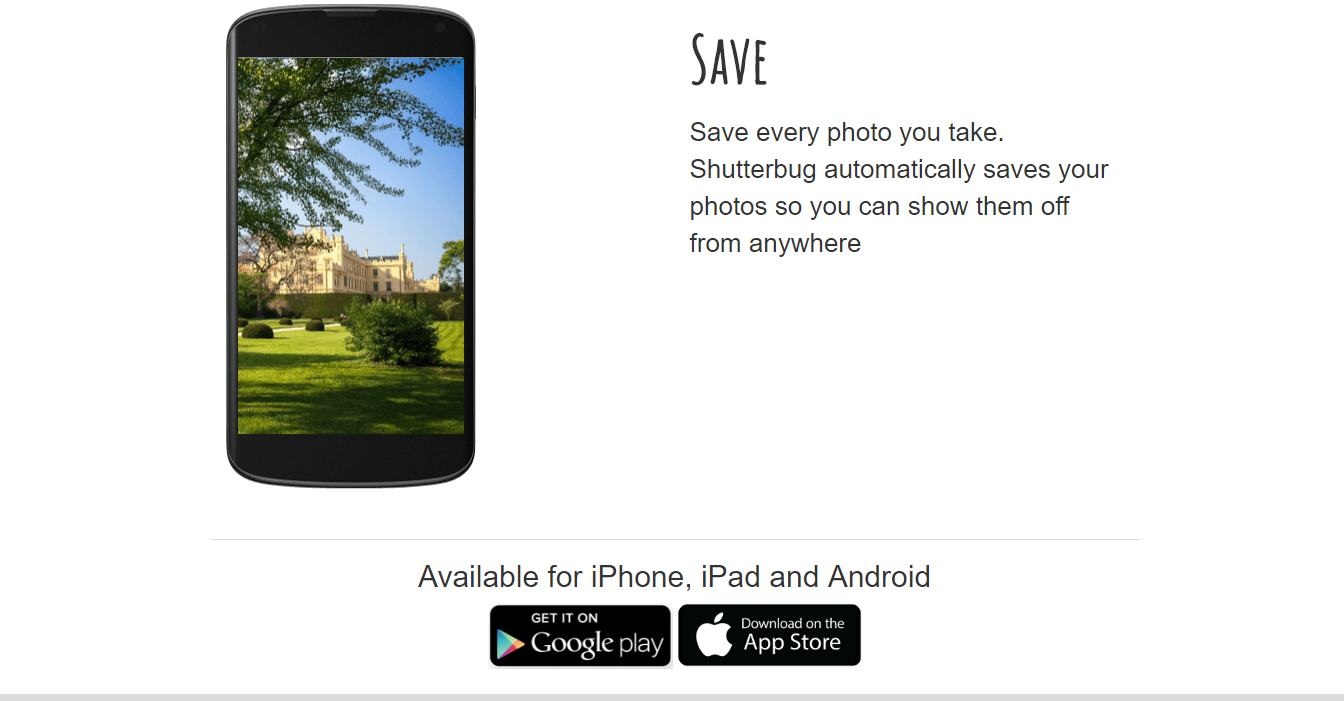 Save
Save every photo you take.
Shutterbug automatically saves your
photos so you can show them off
from anywhere
Available for iPhone, iPad and Android
GET IT ON
Google play
Download on the
App Store